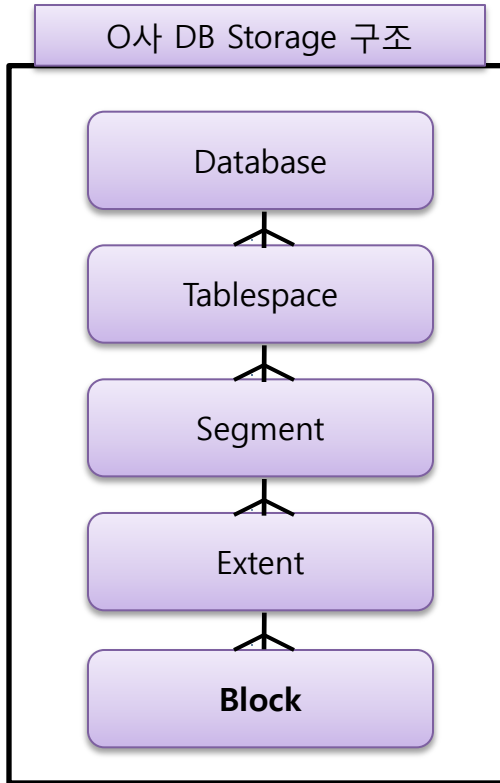 O사 DB Storage 구조
Database
Tablespace
Segment
Extent
Block